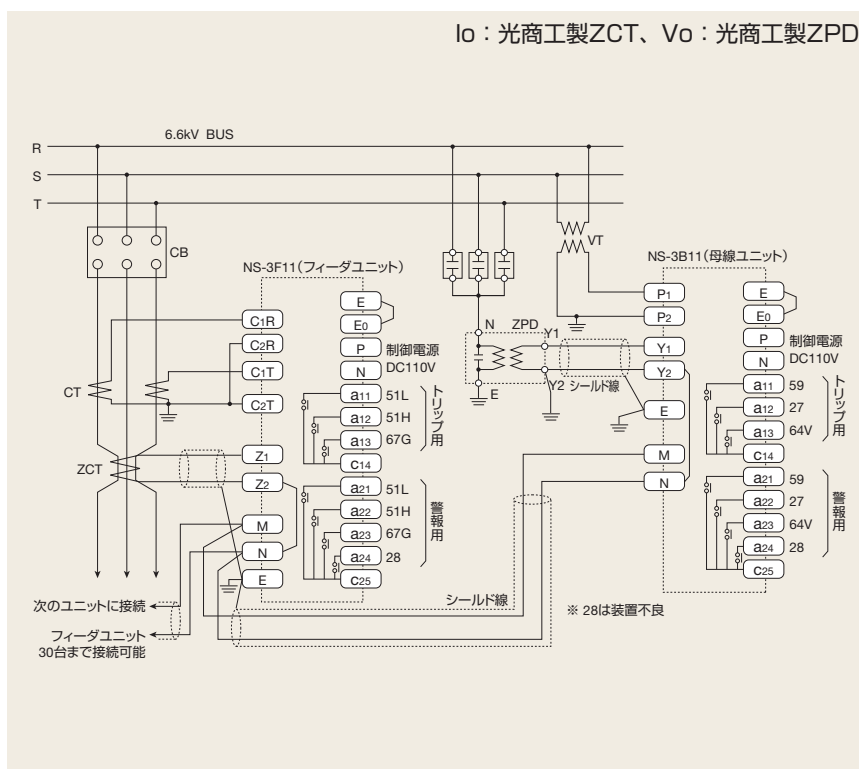 Io：光商工製ZCT、Vo：光商工製ZPD
6.6kV BUS
R
S
T
CB
VT
NS-3F11（フィーダユニット）
NS-3B11（母線ユニット）
C1R
C2R
C1T
C2T
Z1
Z2
M
N
E
E
E0
P
N
制御電源
DC110V
a11 51L
a12 51H
a13 67G
c14
トリップ用
a21 51L
a22 51H
a23 67G
a24 28
c25
警報用
CT
ZCT
N
ZPD
Y1
Y2
E
シールド線
P1
P2
Y1
Y2
E
M
N
E
E0
P
N
制御電源
DC110V
a11 59
a12 27
a13 64V
c14
トリップ用
a21 59
a22 27
a23 64V
a24 28
c25
警報用
シールド線
※ 28は装置不良
次のユニットに接続
フィーダユニット
30台まで接続可能